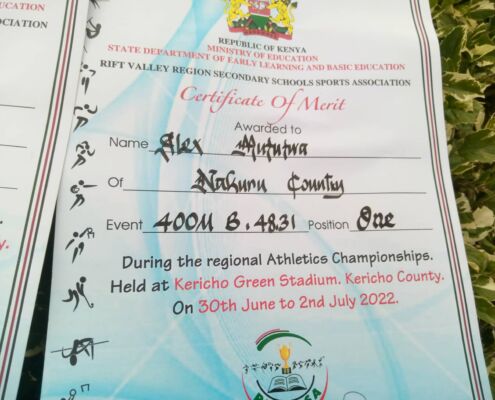 REPUBLIC OF KENYA
MINISTRY OF EDUCATION
STATE DEPARTMENT OF EARLY LEARNING AND BASIC EDUCATION
RIFT VALLEY REGION SECONDARY SCHOOLS SPORTS ASSOCIATION
Certificate Of Merit
Awarded to
Name Alex
Of Nakuru County
Event 400M B. 48.31 Position One
During the regional Athletics Championships.
Held at Kericho Green Stadium. Kericho County.
On 30th June to 2nd July 2022.
UCATION
CIATION
y.